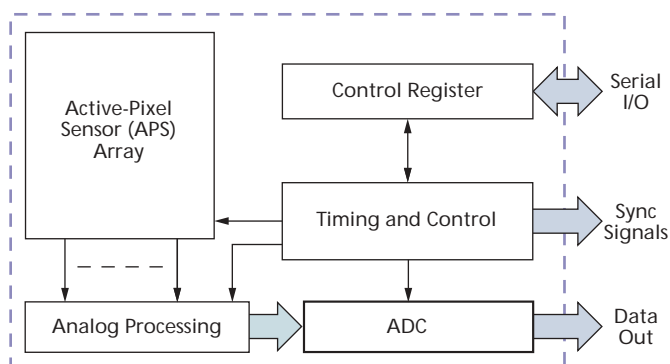 Active-Pixel
Sensor (APS)
Array
Control Register
Serial
I/O
Timing and Control
Sync
Signals
Analog Processing
ADC
Data
Out